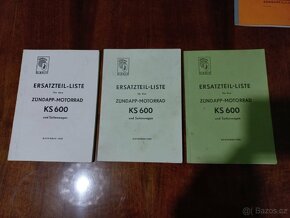 ERSATZTEIL-LISTE
für das
ZÜNDAPP-MOTORRAD
KS 600
und Seitenwagen
ERSATZTEIL-LISTE
für das
ZÜNDAPP-MOTORRAD
KS 600
und Seitenwagen
ERSATZTEIL-LISTE
für das
ZÜNDAPP-MOTORRAD
KS 600
und Seitenwagen
Bazoš.cz